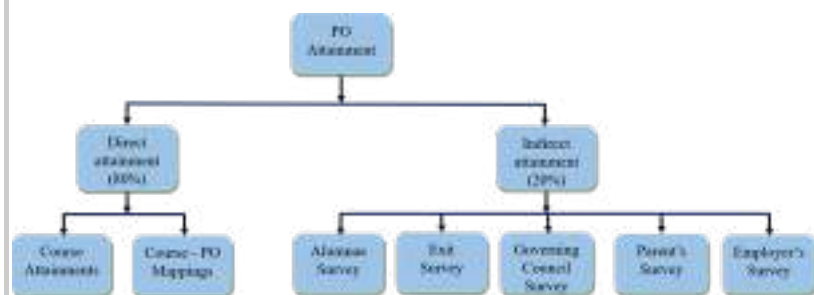 PO
Attainment
Direct
attainment
(80%)
Indirect
attainment
(20%)
Course
Attainments
Course - PO
Mappings
Alumnae
Survey
Exit
Survey
Governing
Council
Survey
Parent's
Survey
Employer's
Survey